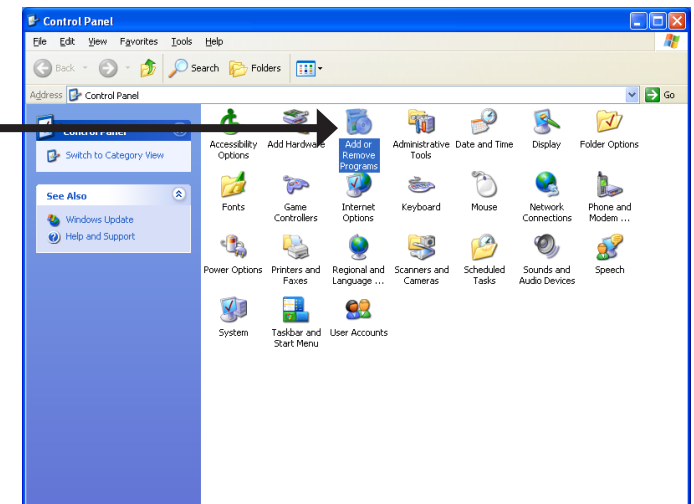 Control Panel
File Edit View Favorites Tools Help
Back Search Folders
Address Control Panel Go
Control Panel
Switch to Category View
See Also
Windows Update
Help and Support
Accessibility Options
Add Hardware
Add or Remove Programs
Administrative Tools
Date and Time
Display
Folder Options
Fonts
Game Controllers
Internet Options
Keyboard
Mouse
Network Connections
Phone and Modem ...
Power Options
Printers and Faxes
Regional and Language ...
Scanners and Cameras
Scheduled Tasks
Sounds and Audio Devices
Speech
System
Taskbar and Start Menu
User Accounts